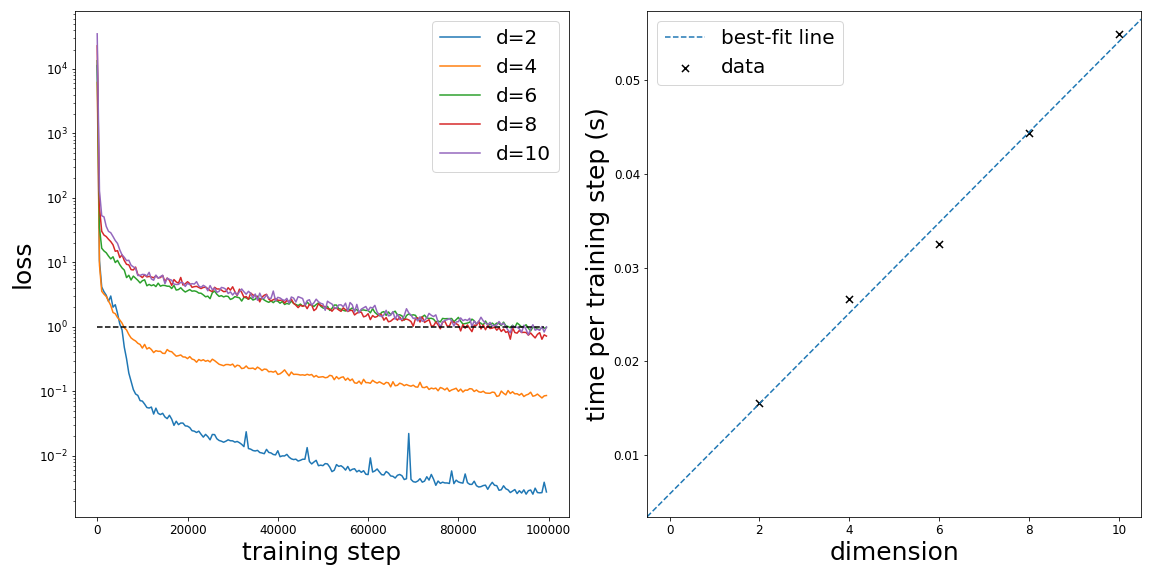 10^4
10^3
10^2
10^1
10^0
10^-1
10^-2
loss
d=2
d=4
d=6
d=8
d=10
0
20000
40000
60000
80000
100000
training step
0.05
0.04
0.03
0.02
0.01
time per training step (s)
best-fit line
data
0
2
4
6
8
10
dimension